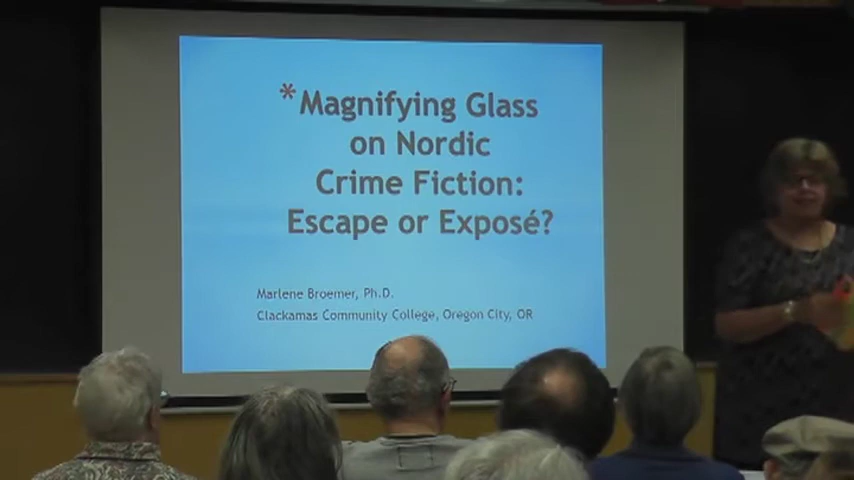 *Magnifying Glass
on Nordic
Crime Fiction:
Escape or Exposé?
Marlene Broemer, Ph.D.
Clackamas Community College, Oregon City, OR